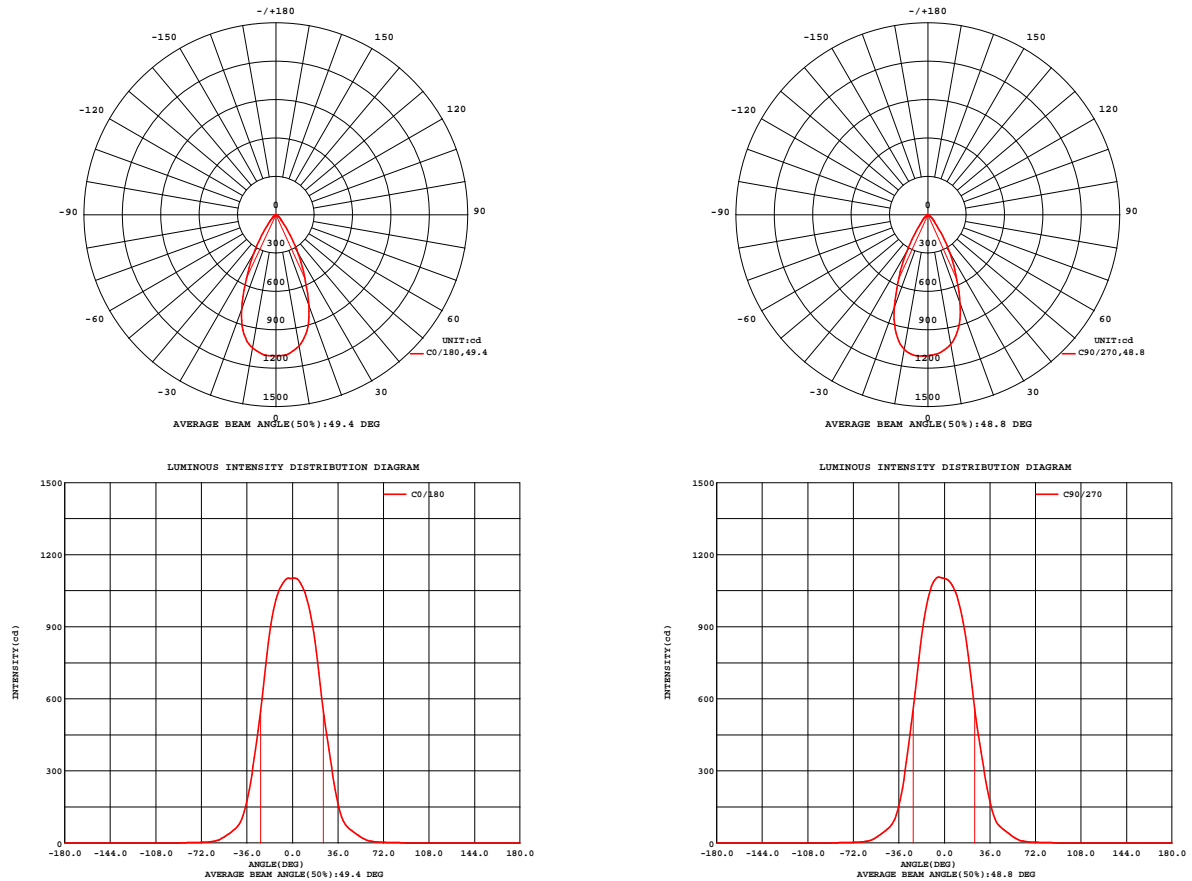 -/+180
-150
150
-120
120
-90
90
0
300
600
900
1200
1500
0
-60
60
-30
30
UNIT:cd
C0/180,49.4
AVERAGE BEAM ANGLE(50%):49.4 DEG
-/+180
-150
150
-120
120
-90
90
0
300
600
900
1200
1500
0
-60
60
-30
30
UNIT:cd
C90/270,48.8
AVERAGE BEAM ANGLE(50%):48.8 DEG
LUMINOUS INTENSITY DISTRIBUTION DIAGRAM
C0/180
1500
1200
900
600
300
0
INTENSITY(cd)
-180.0 -144.0 -108.0 -72.0 -36.0 0.0 36.0 72.0 108.0 144.0 180.0
ANGLE(DEG)
AVERAGE BEAM ANGLE(50%):49.4 DEG
LUMINOUS INTENSITY DISTRIBUTION DIAGRAM
C90/270
1500
1200
900
600
300
0
INTENSITY(cd)
-180.0 -144.0 -108.0 -72.0 -36.0 0.0 36.0 72.0 108.0 144.0 180.0
ANGLE(DEG)
AVERAGE BEAM ANGLE(50%):48.8 DEG